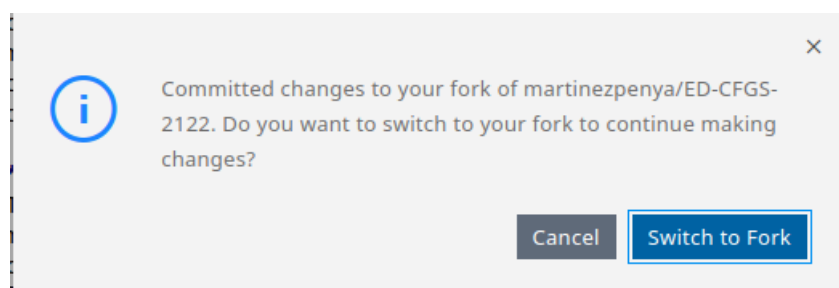 Committed changes to your fork of martinezpenya/ED-CFGS-
2122. Do you want to switch to your fork to continue making
changes?
Cancel
Switch to Fork